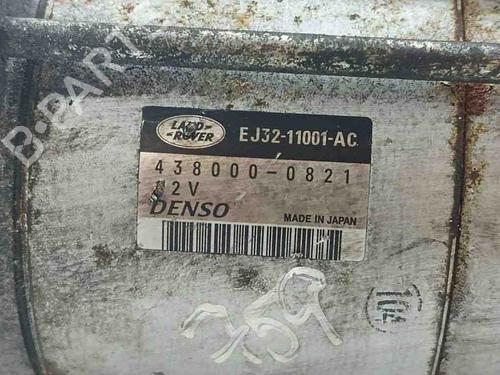 B-PARTS
LAND ROVER EJ32-11001-AC
438000-0821
12V
DENSO MADE IN JAPAN